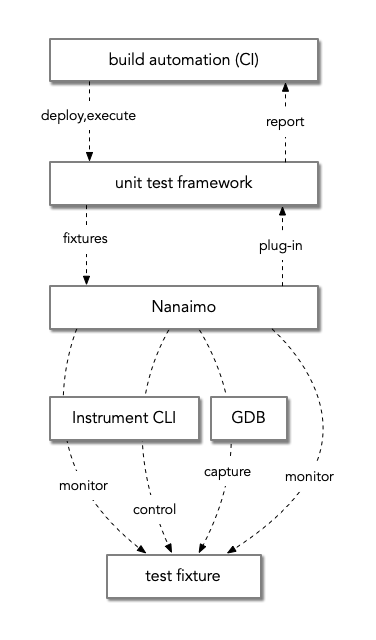 build automation (CI)
deploy,execute
report
unit test framework
fixtures
plug-in
Nanaimo
Instrument CLI
GDB
monitor
capture
monitor
control
test fixture